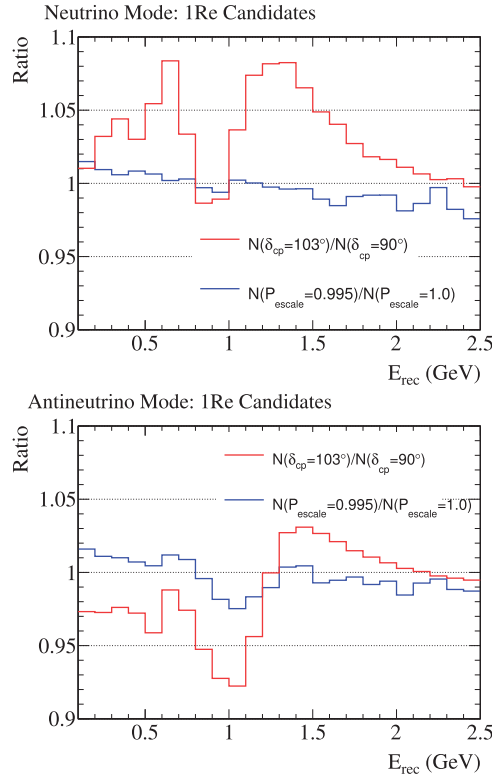 Neutrino Mode: 1Re Candidates
Ratio
1.1
1.05
1
0.95
0.9
N(δcp=103°)/N(δcp=90°)
N(Pescale=0.995)/N(Pescale=1.0)
0.5 1 1.5 2 2.5
Erec (GeV)
Antineutrino Mode: 1Re Candidates
Ratio
1.1
1.05
1
0.95
0.9
N(δcp=103°)/N(δcp=90°)
N(Pescale=0.995)/N(Pescale=1.0)
0.5 1 1.5 2 2.5
Erec (GeV)